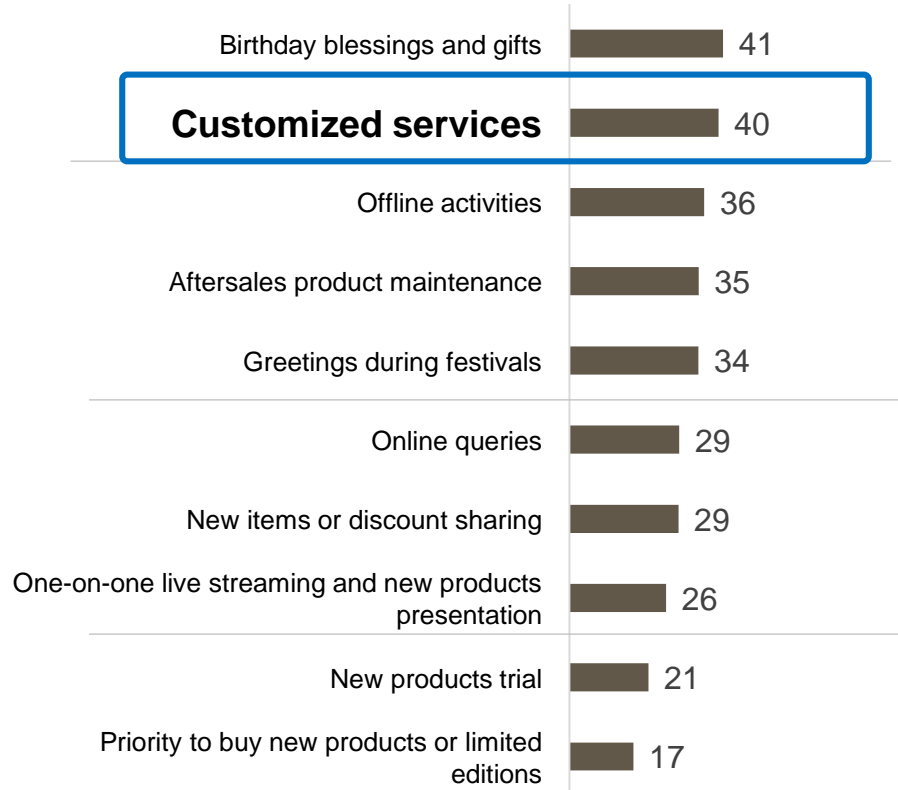 Birthday blessings and gifts 41
Customized services 40
Offline activities 36
Aftersales product maintenance 35
Greetings during festivals 34
Online queries 29
New items or discount sharing 29
One-on-one live streaming and new products
presentation 26
New products trial 21
Priority to buy new products or limited
editions 17